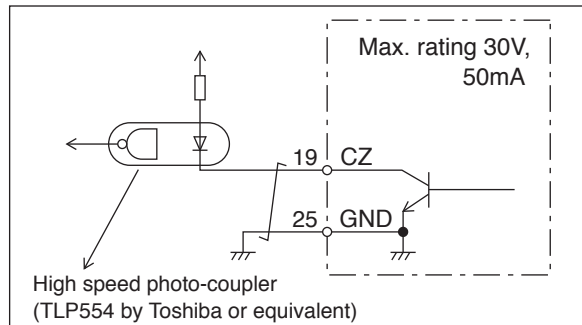 Max. rating 30V,
50mA
19 CZ
25 GND
High speed photo-coupler
(TLP554 by Toshiba or equivalent)